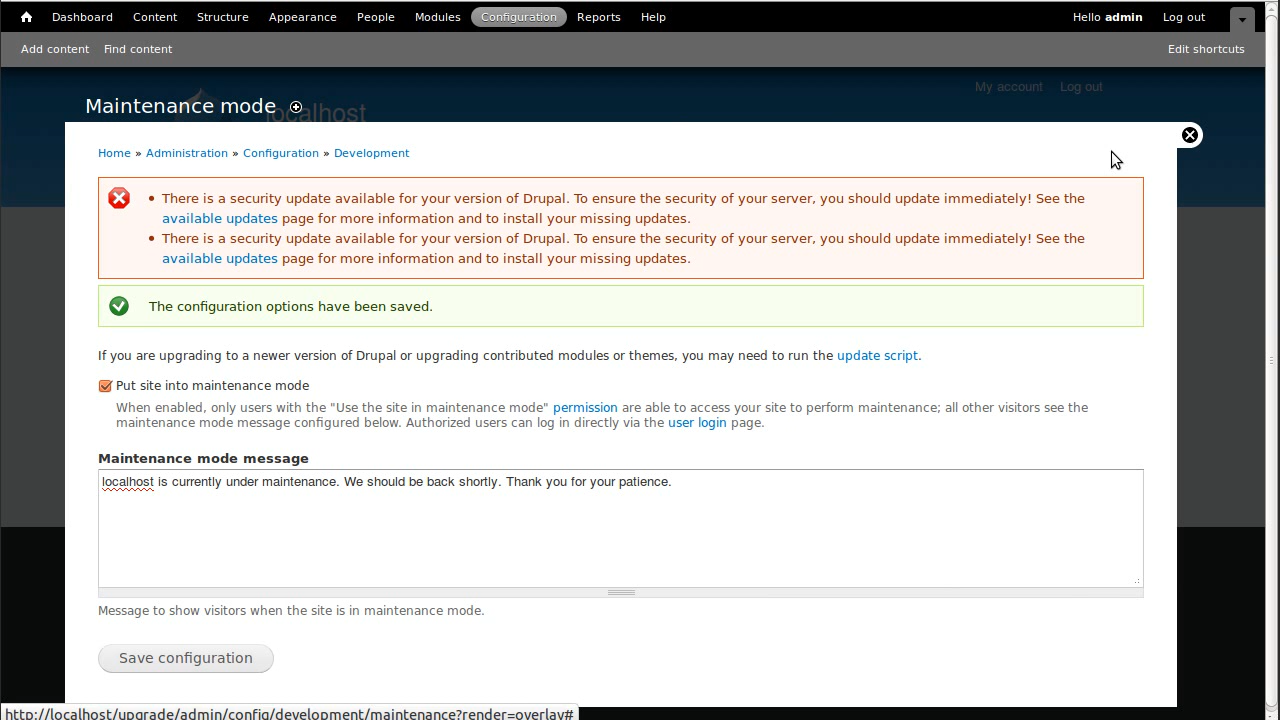 Dashboard Content Structure Appearance People Modules Configuration Reports Help Hello admin Log out
Add content Find content Edit shortcuts
My account Log out
Maintenance mode
localhost
Home » Administration » Configuration » Development
There is a security update available for your version of Drupal. To ensure the security of your server, you should update immediately! See the
available updates page for more information and to install your missing updates.
There is a security update available for your version of Drupal. To ensure the security of your server, you should update immediately! See the
available updates page for more information and to install your missing updates.
The configuration options have been saved.
If you are upgrading to a newer version of Drupal or upgrading contributed modules or themes, you may need to run the update script.
Put site into maintenance mode
When enabled, only users with the "Use the site in maintenance mode" permission are able to access your site to perform maintenance; all other visitors see the
maintenance mode message configured below. Authorized users can log in directly via the user login page.
Maintenance mode message
localhost is currently under maintenance. We should be back shortly. Thank you for your patience.
Message to show visitors when the site is in maintenance mode.
Save configuration
http://localhost/upgrade/admin/config/development/maintenance?render=overlay#